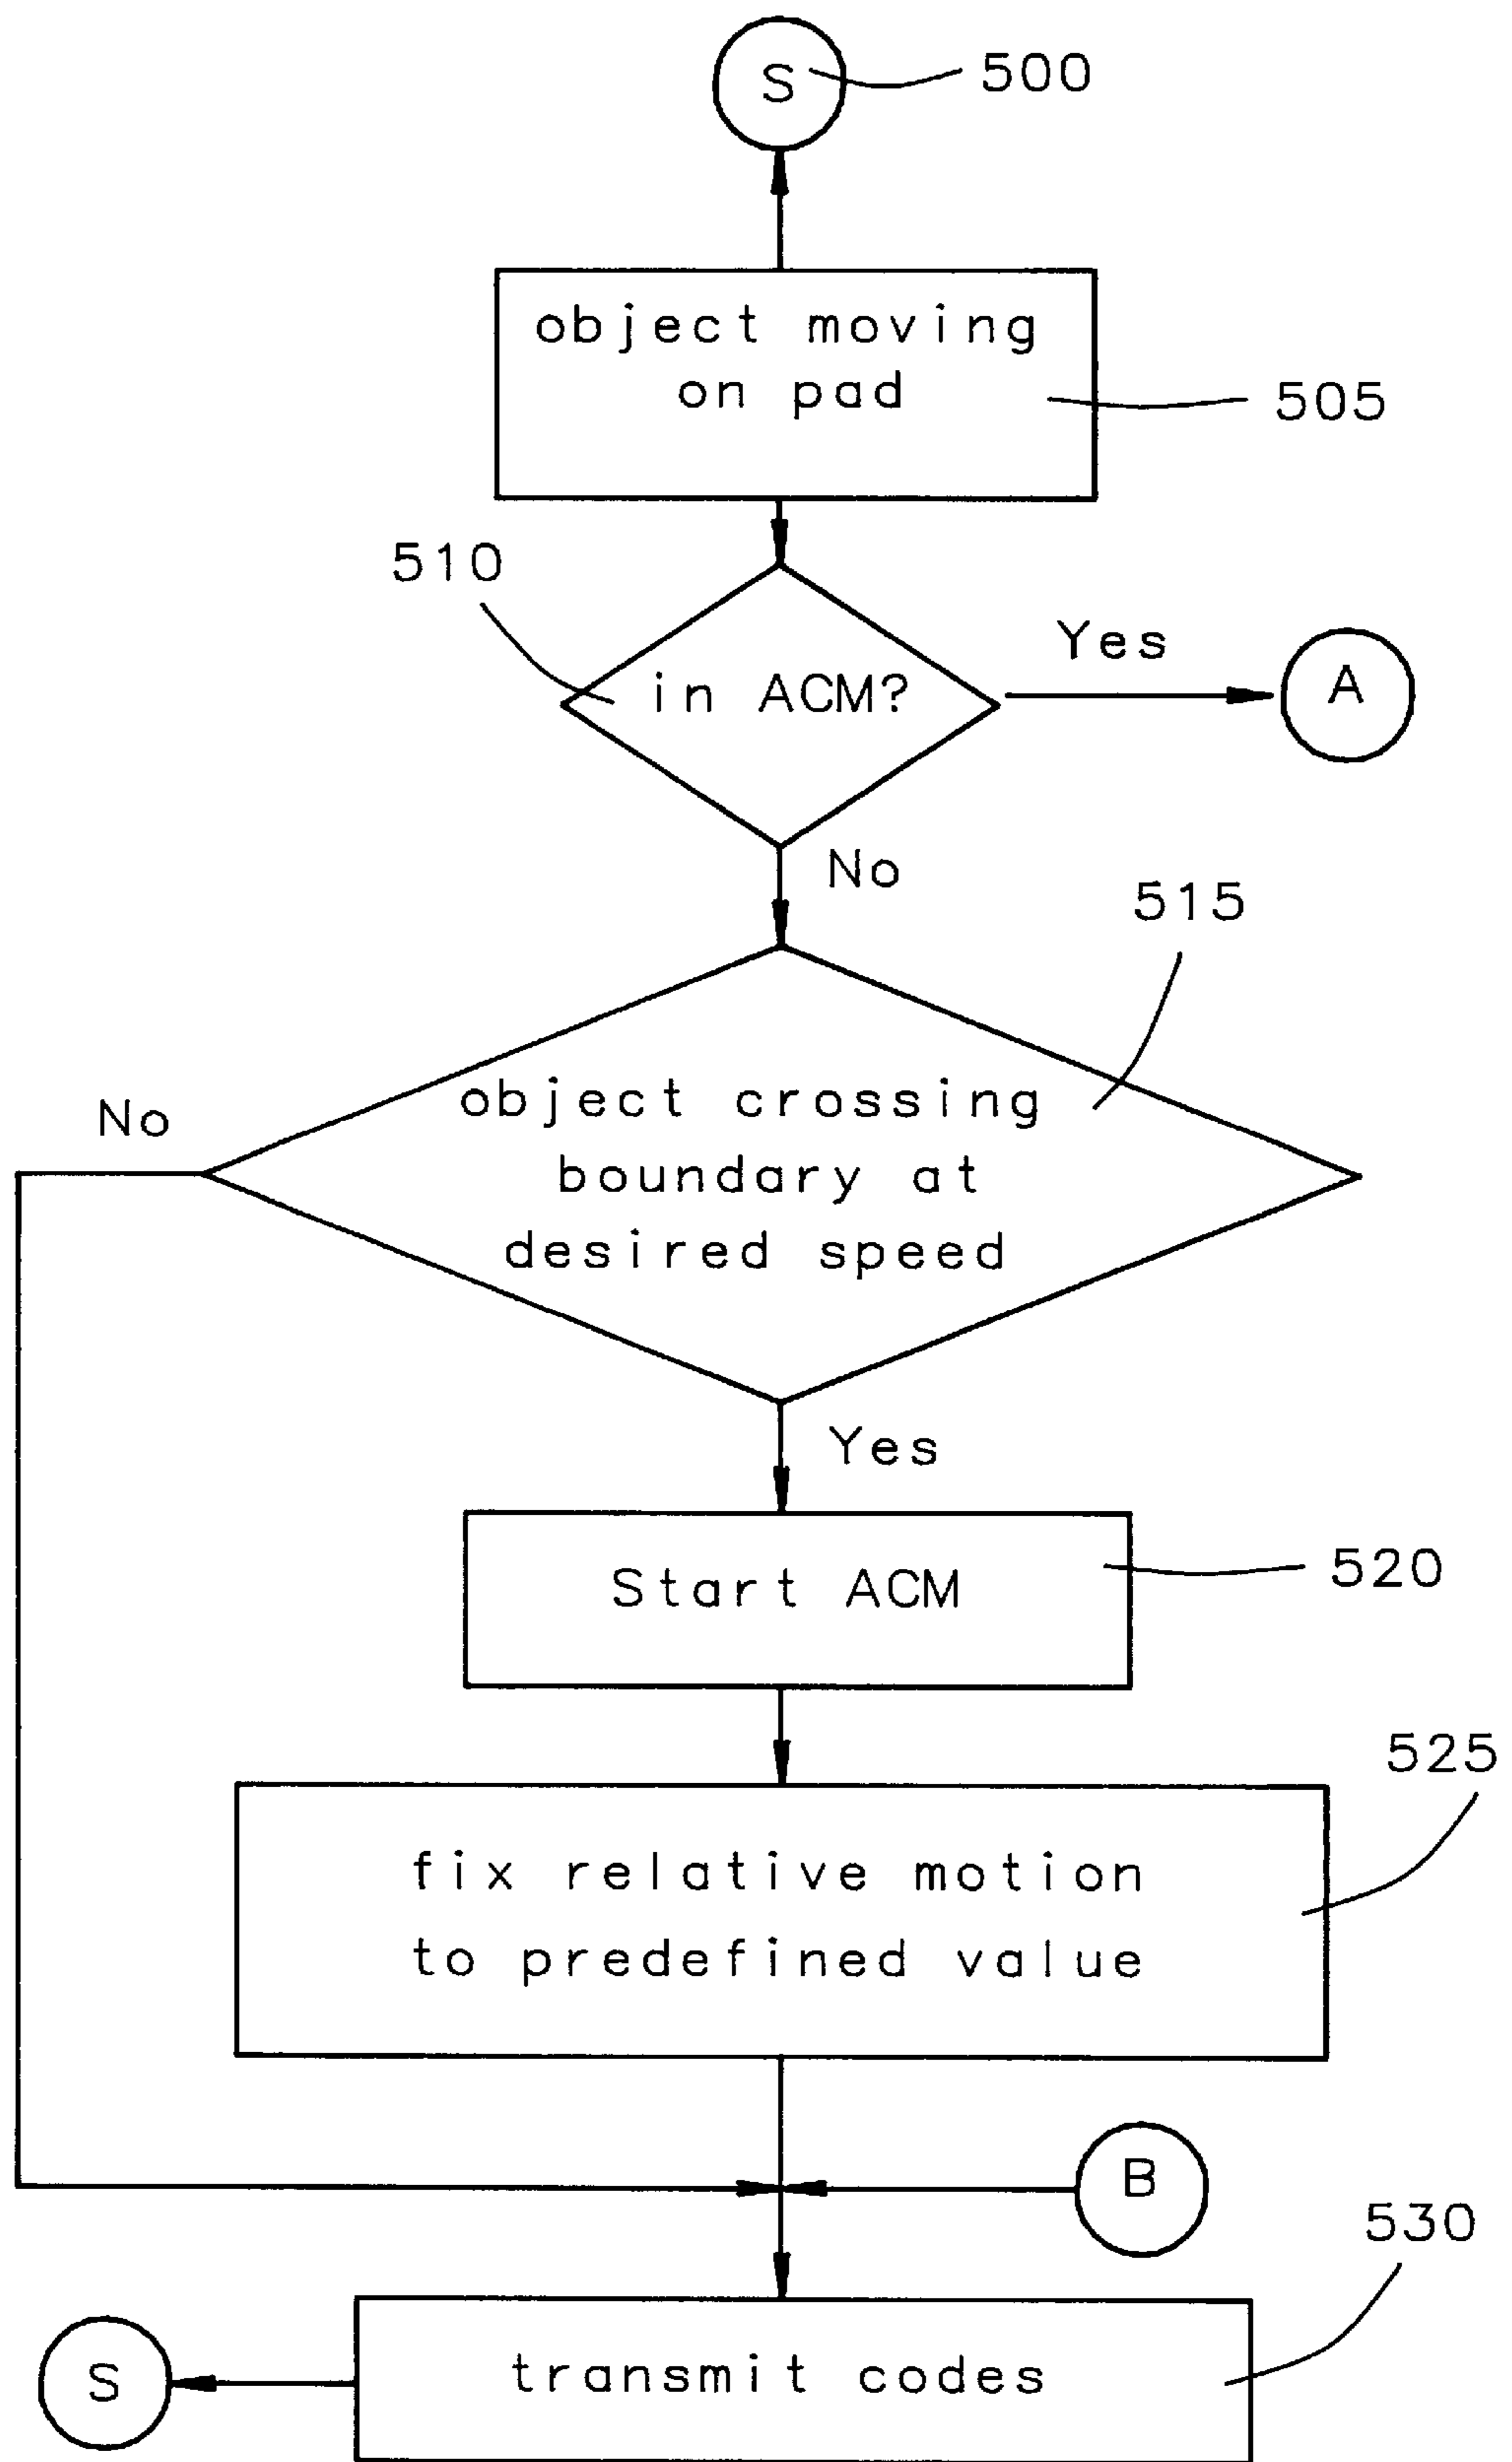 S 500
object moving
on pad
505
510
Yes
in ACM?
A
No
515
object crossing
No
boundary at
desired speed
Yes
Start ACM
520
525
fix relative motion
to predefined value
B
530
S
transmit codes